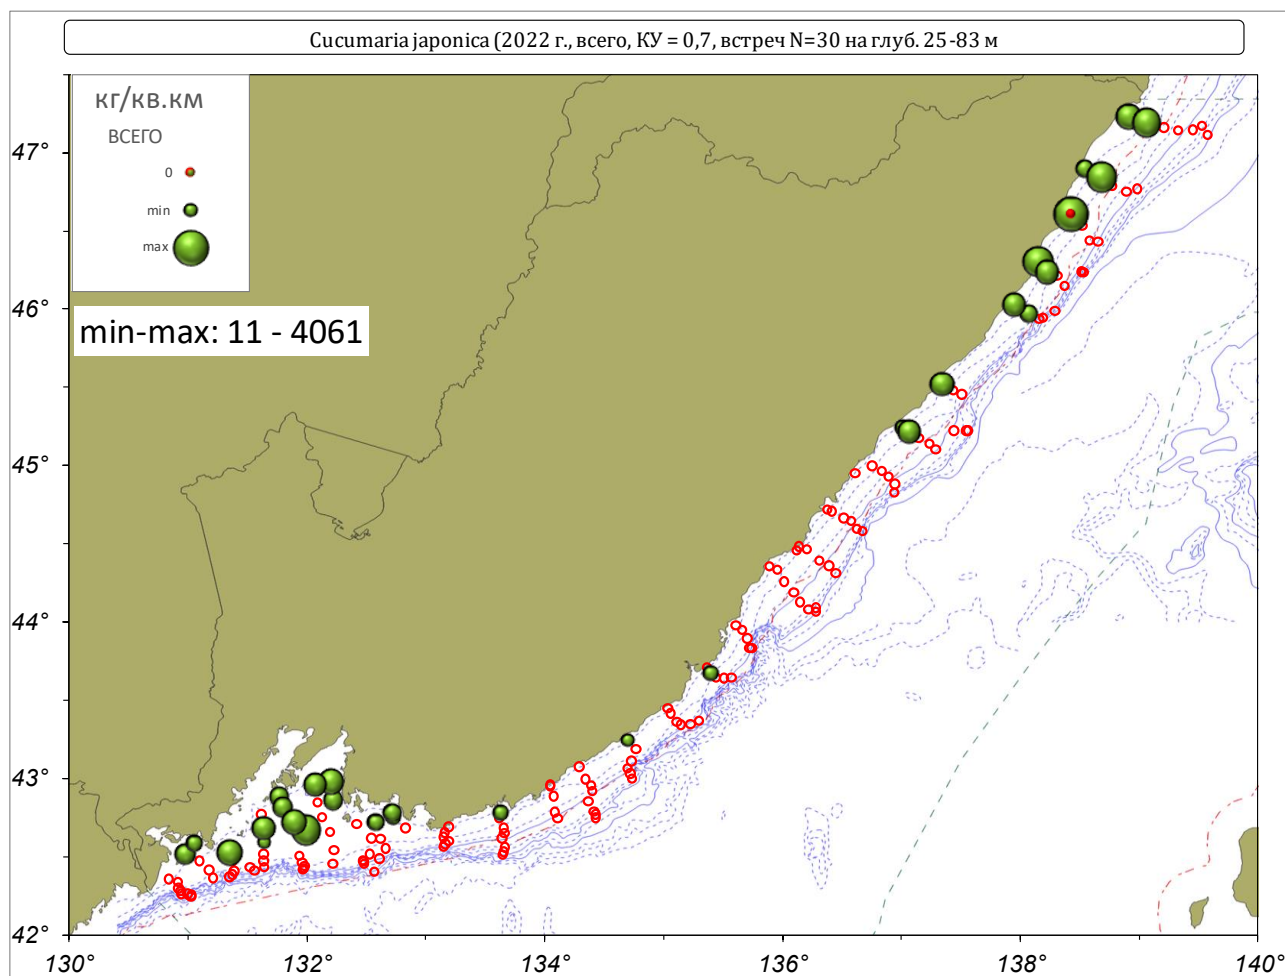 Cucumaria japonica (2022 г., всего, КУ = 0,7, встреч N=30 на глуб. 25-83 м
кг/кв.км
ВСЕГО
0
min
max
min-max: 11 - 4061
47°
46°
45°
44°
43°
42°
130°
132°
134°
136°
138°
140°